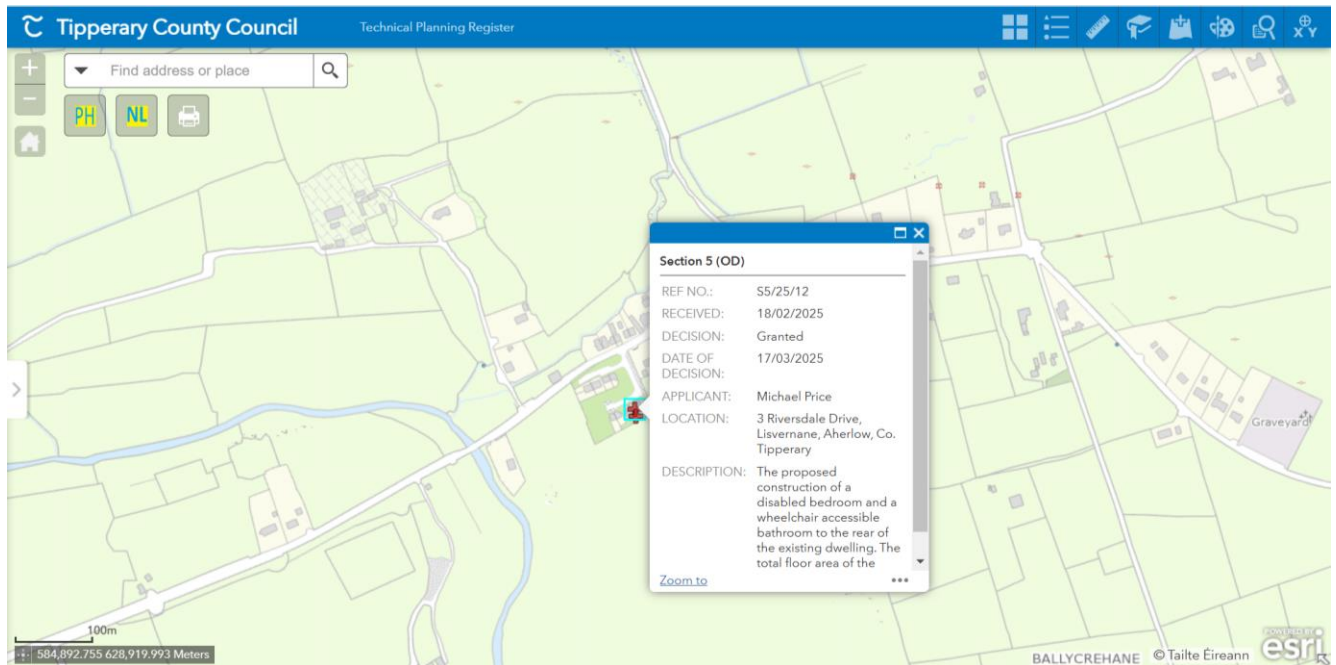 Tipperary County Council
Technical Planning Register
X Y
Find address or place
PH NL
Section 5 (OD)
REF NO.: S5/25/12
RECEIVED: 18/02/2025
DECISION: Granted
DATE OF DECISION: 17/03/2025
APPLICANT: Michael Price
LOCATION: 3 Riversdale Drive,
Lisvernane, Aherlow, Co.
Tipperary
DESCRIPTION: The proposed
construction of a
disabled bedroom and a
wheelchair accessible
bathroom to the rear of
the existing dwelling. The
total floor area of the
Zoom to
Graveyard
100m
584,892.755 628,919.993 Meters
BALLYCREHANE © Tailte Éireann
POWERED BY
esri